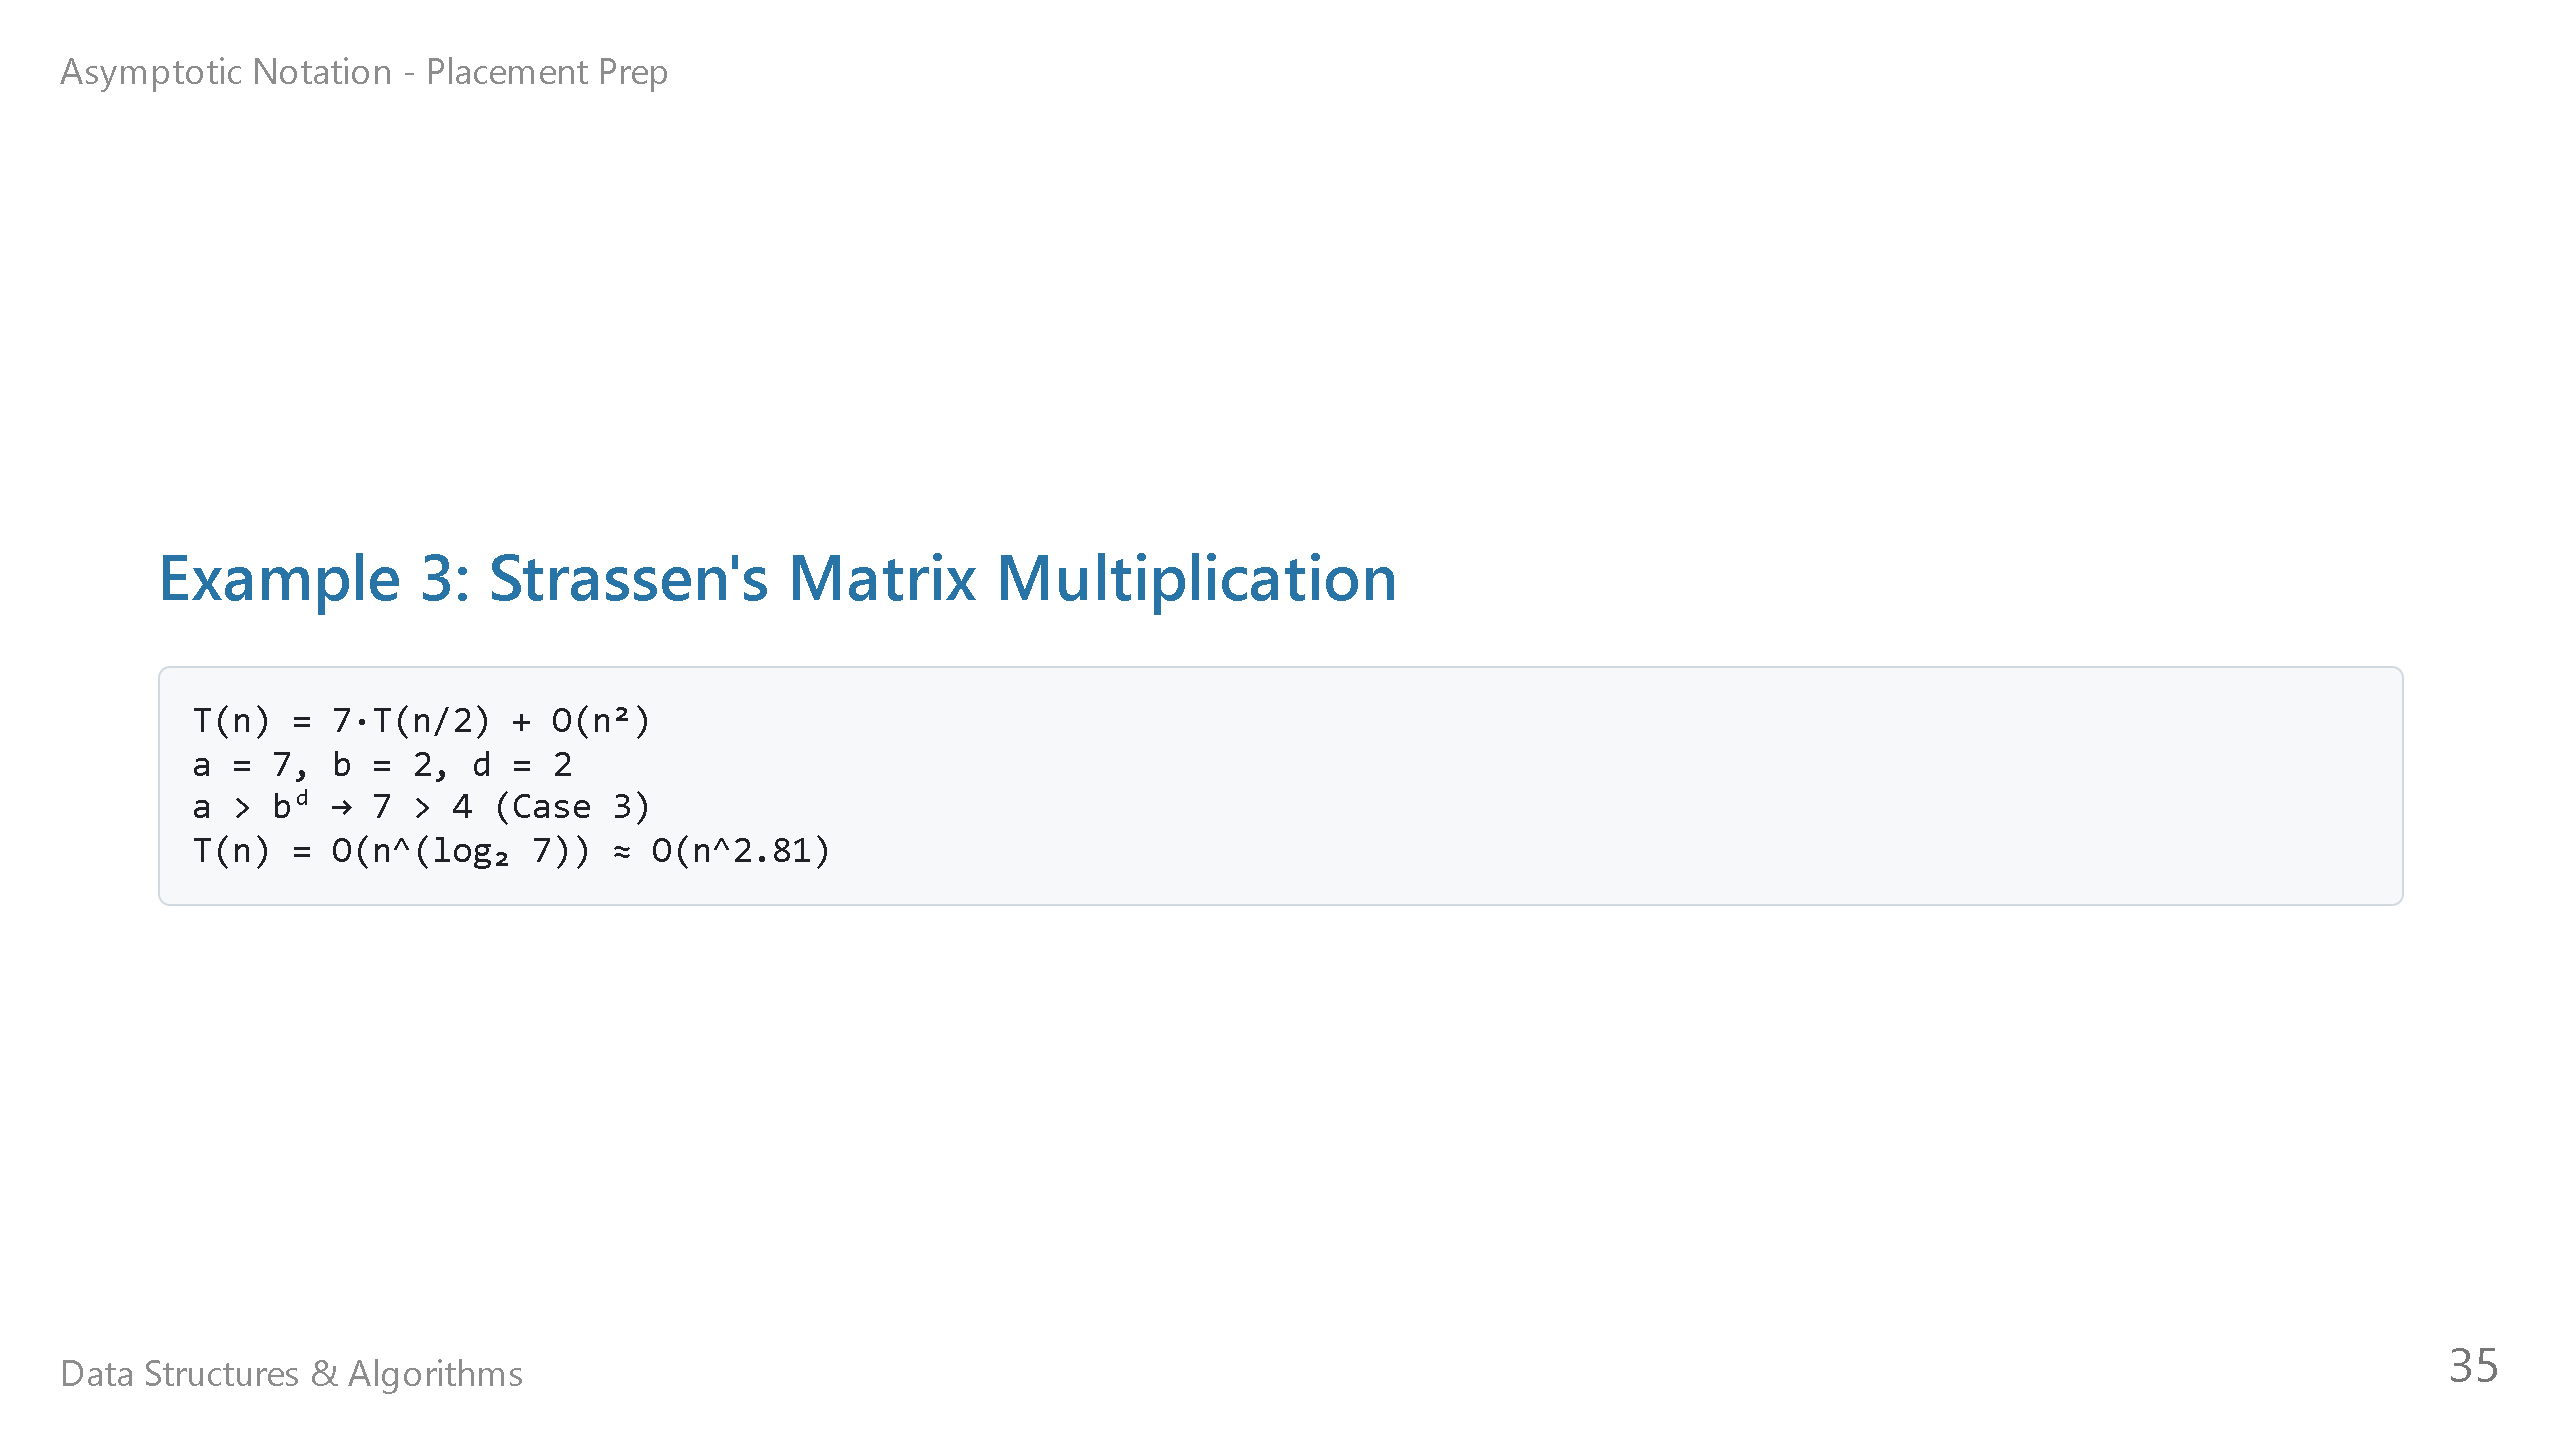 Asymptotic Notation - Placement Prep
Example 3: Strassen's Matrix Multiplication
T(n) = 7·T(n/2) + O(n²)
a = 7, b = 2, d = 2
a > bᵈ → 7 > 4 (Case 3)
T(n) = O(n^(log₂ 7)) ≈ O(n^2.81)
Data Structures & Algorithms
35